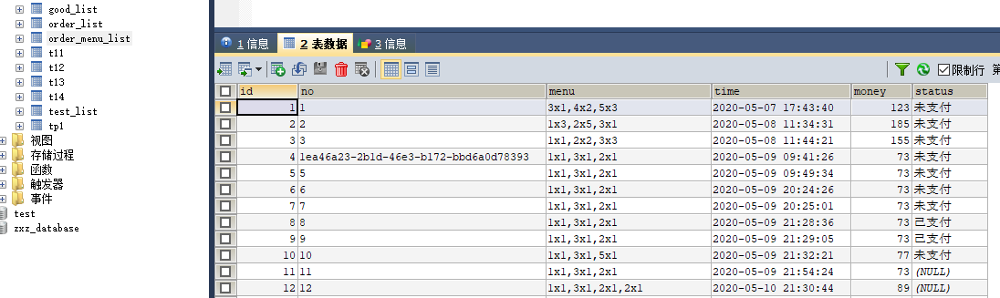 good_list
order_list
order_menu_list
t11
t12
t13
t14
test_list
tp1
视图
存储过程
函数
触发器
事件
test
zxz_database
1 信息 2 表数据 3 信息
限制行 第
id no menu time money status
1 1 3x1,4x2,5x3 2020-05-07 17:43:40 123 未支付
2 2 1x3,2x5,3x1 2020-05-08 11:34:31 185 未支付
3 3 1x1,2x2,3x3 2020-05-08 11:44:21 155 未支付
4 1ea46a23-2b1d-46e3-b172-bbd6a0d78393 1x1,3x1,2x1 2020-05-09 09:41:26 73 未支付
5 5 1x1,3x1,2x1 2020-05-09 09:49:34 73 未支付
6 6 1x1,3x1,2x1 2020-05-09 20:24:26 73 未支付
7 7 1x1,3x1,2x1 2020-05-09 20:25:01 73 未支付
8 8 1x1,3x1,2x1 2020-05-09 21:28:36 73 已支付
9 9 1x1,3x1,2x1 2020-05-09 21:29:05 73 已支付
10 10 1x1,3x1,5x1 2020-05-09 21:32:21 77 未支付
11 11 1x1,3x1,2x1 2020-05-09 21:54:24 73 (NULL)
12 12 1x1,3x1,2x1,2x1 2020-05-10 21:30:44 89 (NULL)